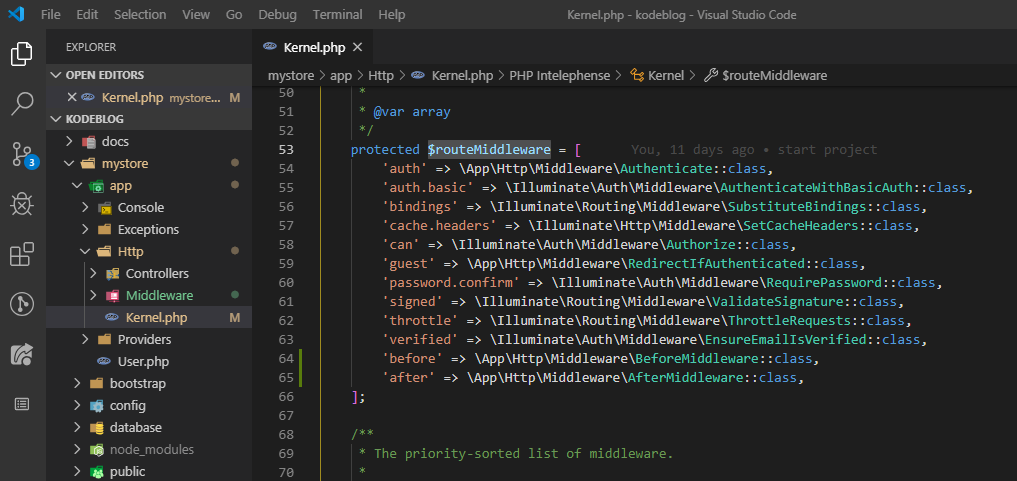 File Edit Selection View Go Debug Terminal Help Kernel.php - kodeblog - Visual Studio Code
EXPLORER
OPEN EDITORS
Kernel.php mystore... M
KODEBLOG
docs
mystore
app
Console
Exceptions
Http
Controllers
Middleware
Kernel.php M
Providers
User.php
bootstrap
config
database
node_modules
public
3
Kernel.php
mystore > app > Http > Kernel.php > PHP Intelephense > Kernel > $routeMiddleware
50 *
51 * @var array
52 */
53 protected $routeMiddleware = [ You, 11 days ago • start project
54 'auth' => \App\Http\Middleware\Authenticate::class,
55 'auth.basic' => \Illuminate\Auth\Middleware\AuthenticateWithBasicAuth::class,
56 'bindings' => \Illuminate\Routing\Middleware\SubstituteBindings::class,
57 'cache.headers' => \Illuminate\Http\Middleware\SetCacheHeaders::class,
58 'can' => \Illuminate\Auth\Middleware\Authorize::class,
59 'guest' => \App\Http\Middleware\RedirectIfAuthenticated::class,
60 'password.confirm' => \Illuminate\Auth\Middleware\RequirePassword::class,
61 'signed' => \Illuminate\Routing\Middleware\ValidateSignature::class,
62 'throttle' => \Illuminate\Routing\Middleware\ThrottleRequests::class,
63 'verified' => \Illuminate\Auth\Middleware\EnsureEmailIsVerified::class,
64 'before' => \App\Http\Middleware\BeforeMiddleware::class,
65 'after' => \App\Http\Middleware\AfterMiddleware::class,
66 ];
67
68 /**
69 * The priority-sorted list of middleware.
70 *